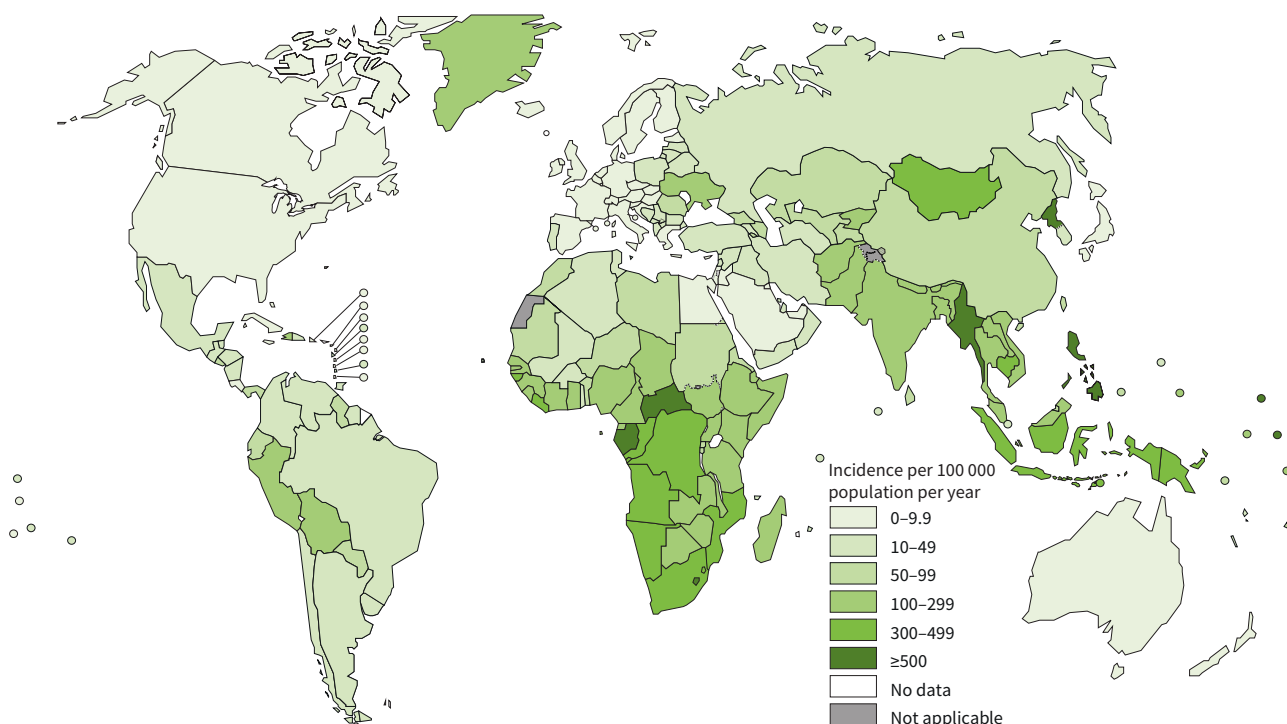 Incidence per 100 000
population per year
0–9.9
10–49
50–99
100–299
300–499
≥500
No data
Not applicable